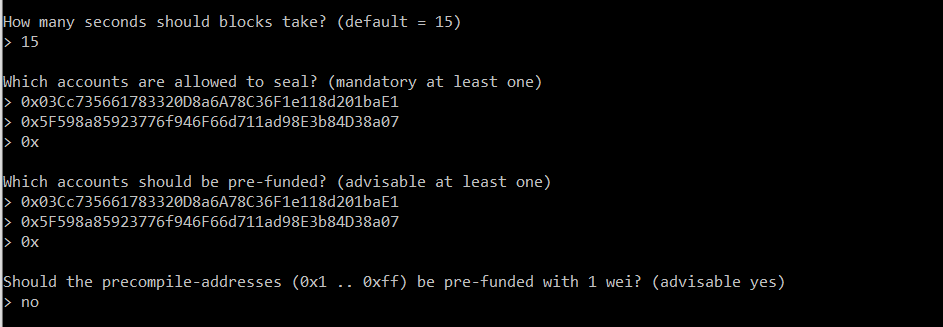 How many seconds should blocks take? (default = 15)
> 15
Which accounts are allowed to seal? (mandatory at least one)
> 0x03Cc735661783320D8a6A78C36F1e118d201baE1
> 0x5F598a85923776f946F66d711ad98E3b84D38a07
> 0x
Which accounts should be pre-funded? (advisable at least one)
> 0x03Cc735661783320D8a6A78C36F1e118d201baE1
> 0x5F598a85923776f946F66d711ad98E3b84D38a07
> 0x
Should the precompile-addresses (0x1 .. 0xff) be pre-funded with 1 wei? (advisable yes)
> no